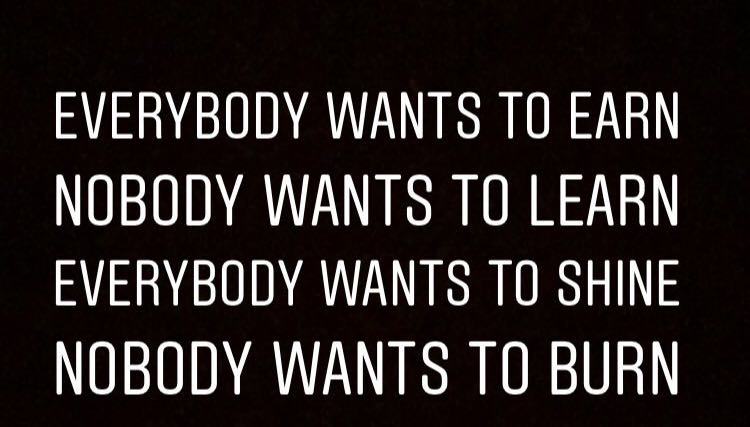 EVERYBODY WANTS TO EARN
NOBODY WANTS TO LEARN
EVERYBODY WANTS TO SHINE
NOBODY WANTS TO BURN